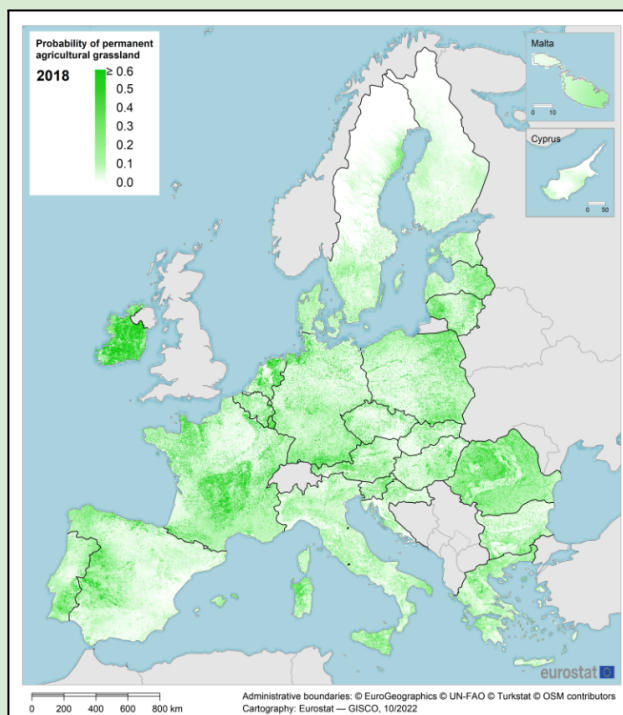 Probability of permanent
agricultural grassland
2018
≥ 0.6
0.5
0.4
0.3
0.2
0.1
0.0
Malta
0 10
Cyprus
0 50
eurostat
0 200 400 600 800 km
Administrative boundaries: © EuroGeographics © UN-FAO © Turkstat © OSM contributors
Cartography: Eurostat — GISCO, 10/2022